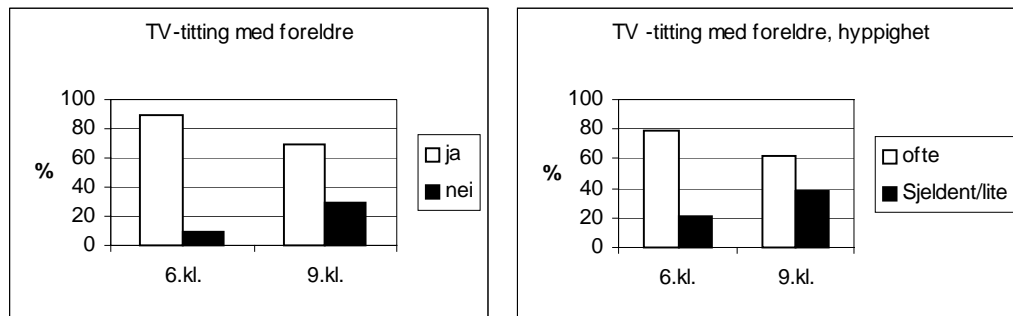 TV-titting med foreldre
100
80
60
40
20
0
%
6.kl.
9.kl.
ja
nei
TV -titting med foreldre, hyppighet
100
80
60
40
20
0
%
6.kl.
9.kl.
ofte
Sjeldent/lite